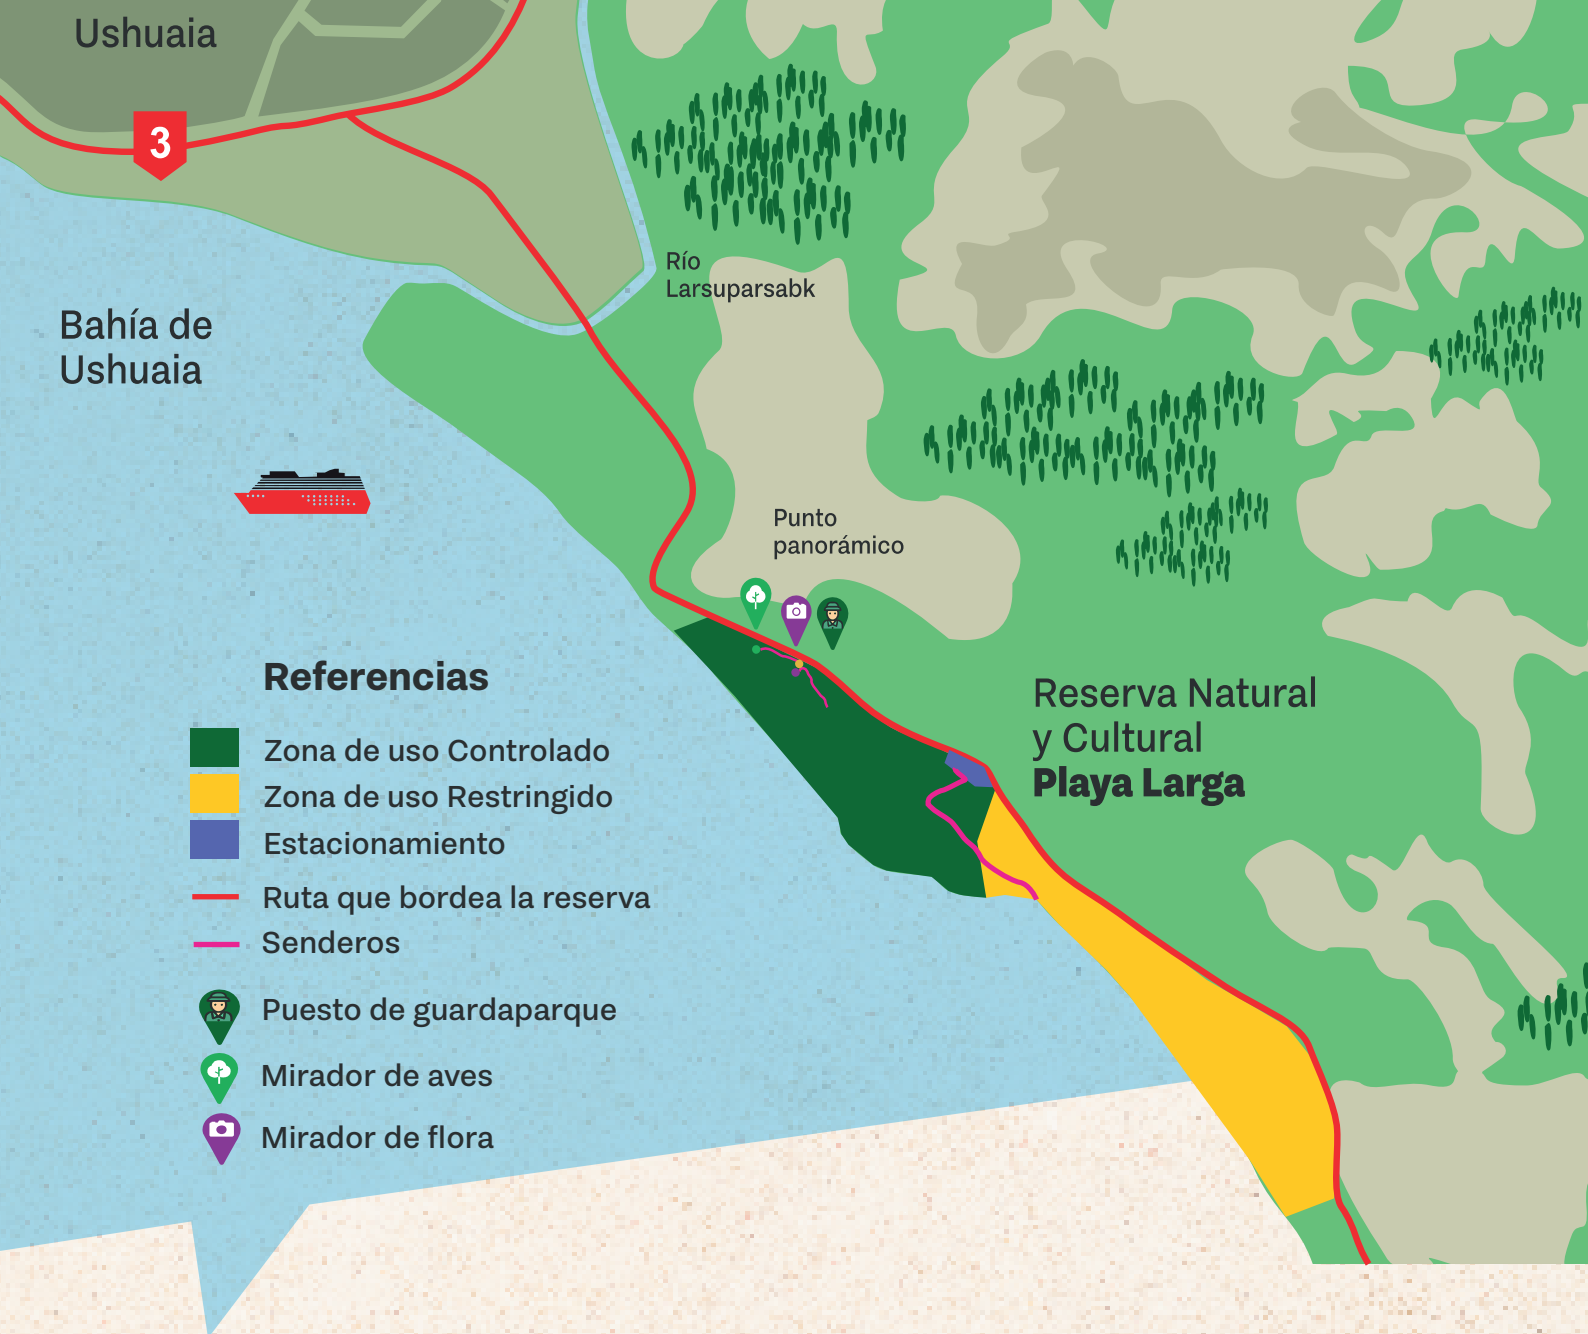 Ushuaia
3
Río
Larsuparsabk
Bahía de
Ushuaia
Punto
panorámico
Reserva Natural
y Cultural
Playa Larga
Referencias
Zona de uso Controlado
Zona de uso Restringido
Estacionamiento
Ruta que bordea la reserva
Senderos
Puesto de guardaparque
Mirador de aves
Mirador de flora